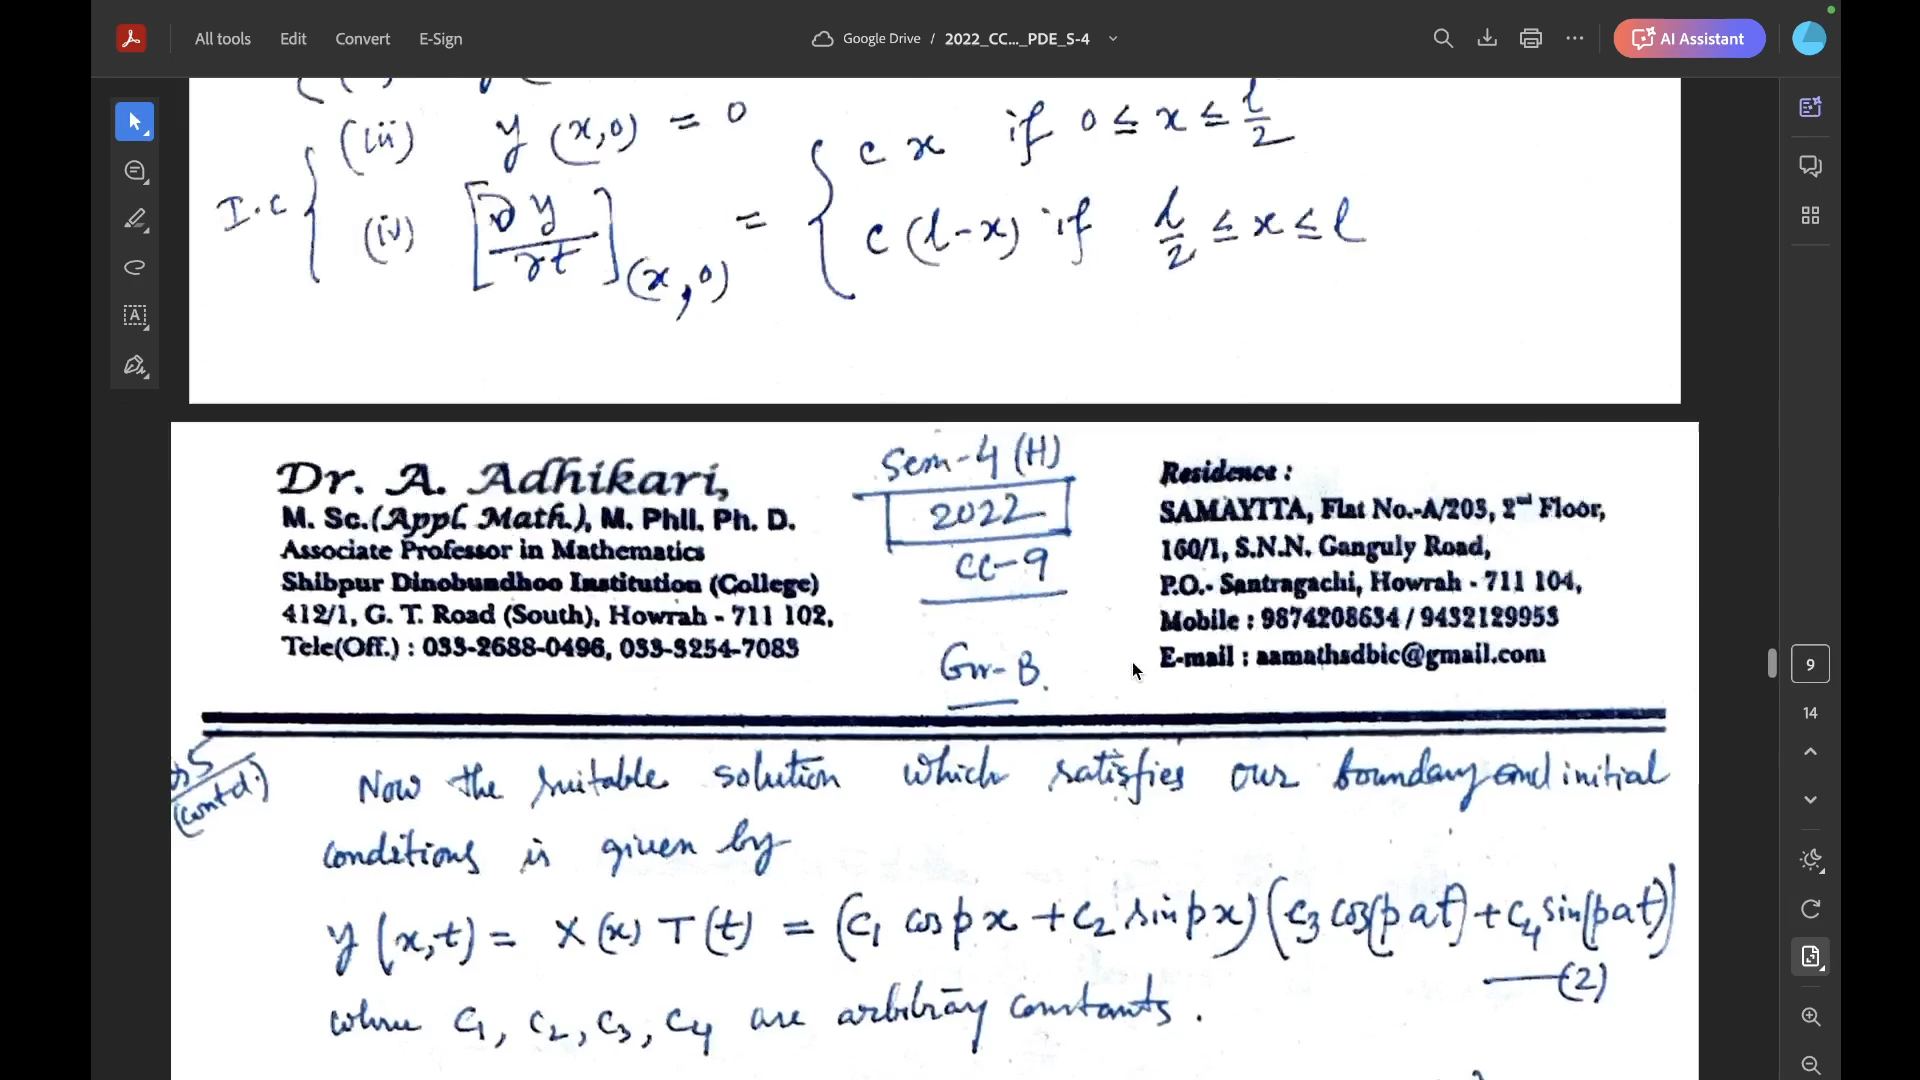 All tools Edit Convert E-Sign
Google Drive / 2022_CC..._PDE_S-4
AI Assistant
(iii) y (x,0) = 0
I.C (iv) [∂y/∂t](x,0) = { c x if 0 ≤ x ≤ l/2
c (l-x) if l/2 ≤ x ≤ l
Dr. A. Adhikari,
M. Sc.(Appl. Math.), M. Phil. Ph. D.
Associate Professor in Mathematics
Shibpur Dinobundhoo Institution (College)
412/1, G. T. Road (South), Howrah - 711 102,
Tele(Off.) : 033-2688-0496, 033-3254-7083
Sem-4 (H)
2022
CC-9
Gr-B.
Residence :
SAMAYITA, Flat No.-A/203, 2nd Floor,
160/1, S.N.N. Ganguly Road,
P.O.- Santragachi, Howrah - 711 104,
Mobile : 9874208634 / 9432129953
E-mail : aamathsdbic@gmail.com
(contd.)
Now the suitable solution which satisfies our boundary and initial
conditions is given by
y (x,t) = X (x) T (t) = (c1 cos px + c2 sin px) (c3 cos(pat) + c4 sin(pat))
(2)
where c1, c2, c3, c4 are arbitrary constants.
9
14